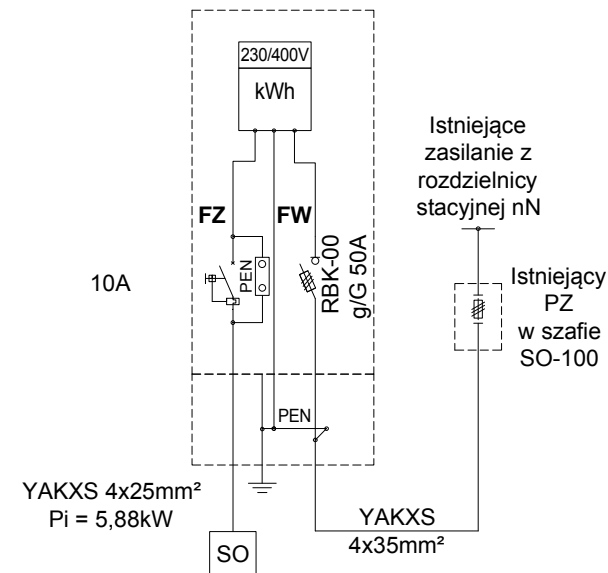 230/400V
kWh
Istniejące
zasilanie z
rozdzielnicy
stacyjnej nN
FZ
FW
PEN
RBK-00
g/G 50A
10A
Istniejący
PZ
w szafie
SO-100
PEN
YAKXS 4x25mm²
Pi = 5,88kW
YAKXS
4x35mm²
SO